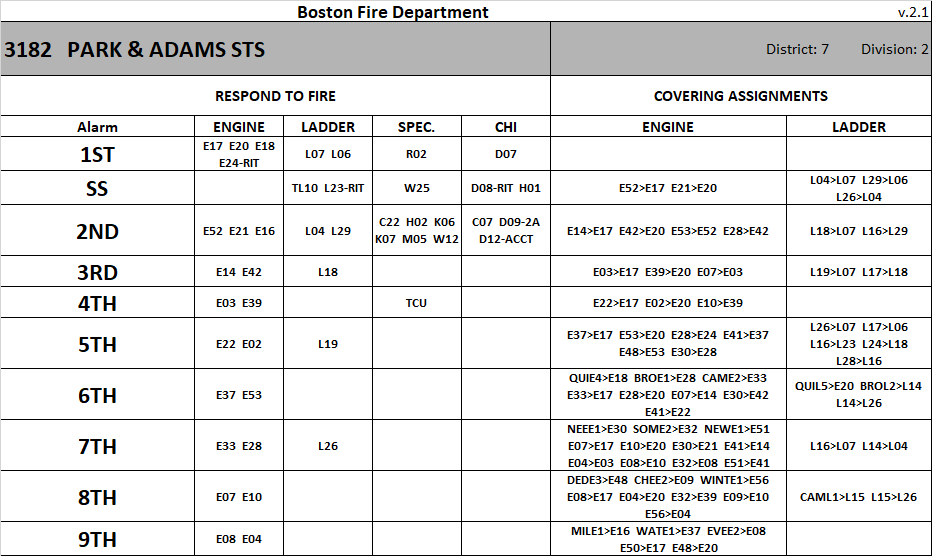 Boston Fire Department v.2.1
3182 PARK & ADAMS STS District: 7 Division: 2
RESPOND TO FIRE COVERING ASSIGNMENTS
Alarm ENGINE LADDER SPEC. CHI ENGINE LADDER
1ST
E17 E20 E18
E24-RIT
L07 L06
R02
D07
SS
TL10 L23-RIT
W25
D08-RIT H01
E52>E17 E21>E20
L04>L07 L29>L06
L26>L04
2ND
E52 E21 E16
L04 L29
C22 H02 K06
K07 M05 W12
C07 D09-2A
D12-ACCT
E14>E17 E42>E20 E53>E52 E28>E42
L18>L07 L16>L29
3RD
E14 E42
L18
E03>E17 E39>E20 E07>E03
L19>L07 L17>L18
4TH
E03 E39
TCU
E22>E17 E02>E20 E10>E39
5TH
E22 E02
L19
E37>E17 E53>E20 E28>E24 E41>E37
E48>E53 E30>E28
L26>L07 L17>L06
L16>L23 L24>L18
L28>L16
6TH
E37 E53
QUIE4>E18 BROE1>E28 CAME2>E33
E33>E17 E28>E20 E07>E14 E30>E42
E41>E22
QUIL5>E20 BROL2>L14
L14>L26
7TH
E33 E28
L26
NEEE1>E30 SOME2>E32 NEWE1>E51
E07>E17 E10>E20 E30>E21 E41>E14
E04>E03 E08>E10 E32>E08 E51>E41
L16>L07 L14>L04
8TH
E07 E10
DEDE3>E48 CHEE2>E09 WINTE1>E56
E08>E17 E04>E20 E32>E39 E09>E10
E56>E04
CAML1>L15 L15>L26
9TH
E08 E04
MILE1>E16 WATE1>E37 EVEE2>E08
E50>E17 E48>E20